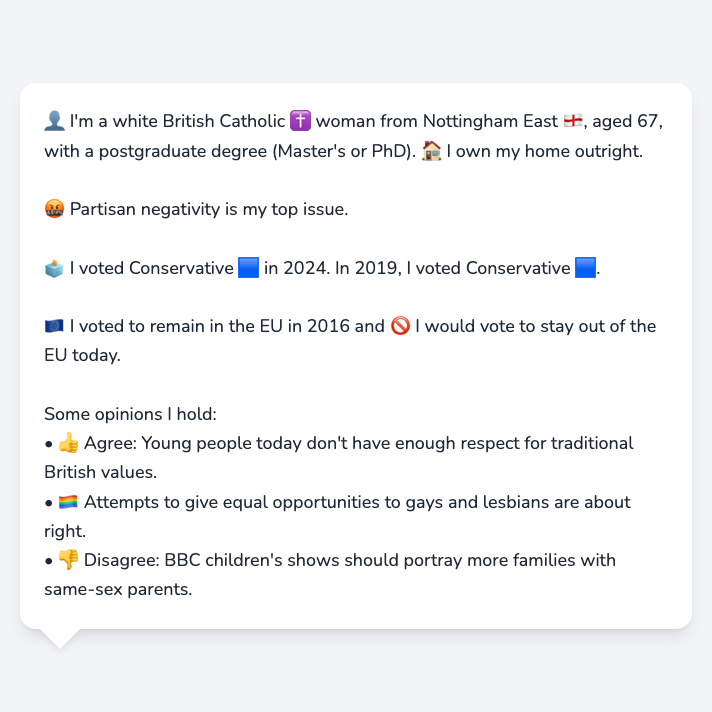 👤 I'm a white British Catholic ✝️ woman from Nottingham East 🏴󠁧󠁢󠁥󠁮󠁧󠁿, aged 67,
with a postgraduate degree (Master's or PhD). 🏠 I own my home outright.
🤬 Partisan negativity is my top issue.
🗳️ I voted Conservative 🟦 in 2024. In 2019, I voted Conservative 🟦.
🇪🇺 I voted to remain in the EU in 2016 and 🚫 I would vote to stay out of the
EU today.
Some opinions I hold:
• 👍 Agree: Young people today don't have enough respect for traditional
British values.
• 🏳️‍🌈 Attempts to give equal opportunities to gays and lesbians are about
right.
• 👎 Disagree: BBC children's shows should portray more families with
same-sex parents.